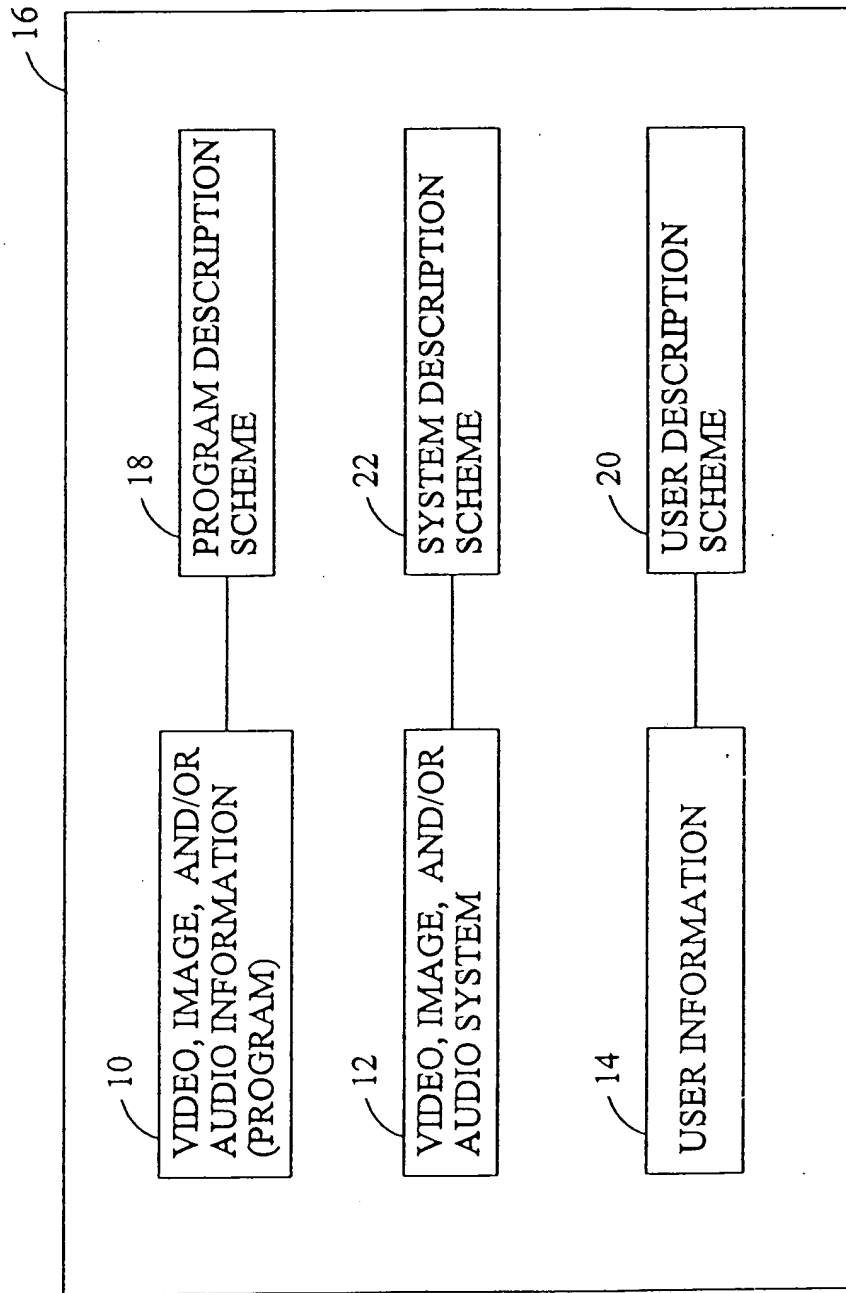 16
10
VIDEO, IMAGE, AND/OR
AUDIO INFORMATION
(PROGRAM)
18
PROGRAM DESCRIPTION
SCHEME
12
VIDEO, IMAGE, AND/OR
AUDIO SYSTEM
22
SYSTEM DESCRIPTION
SCHEME
14
USER INFORMATION
20
USER DESCRIPTION
SCHEME